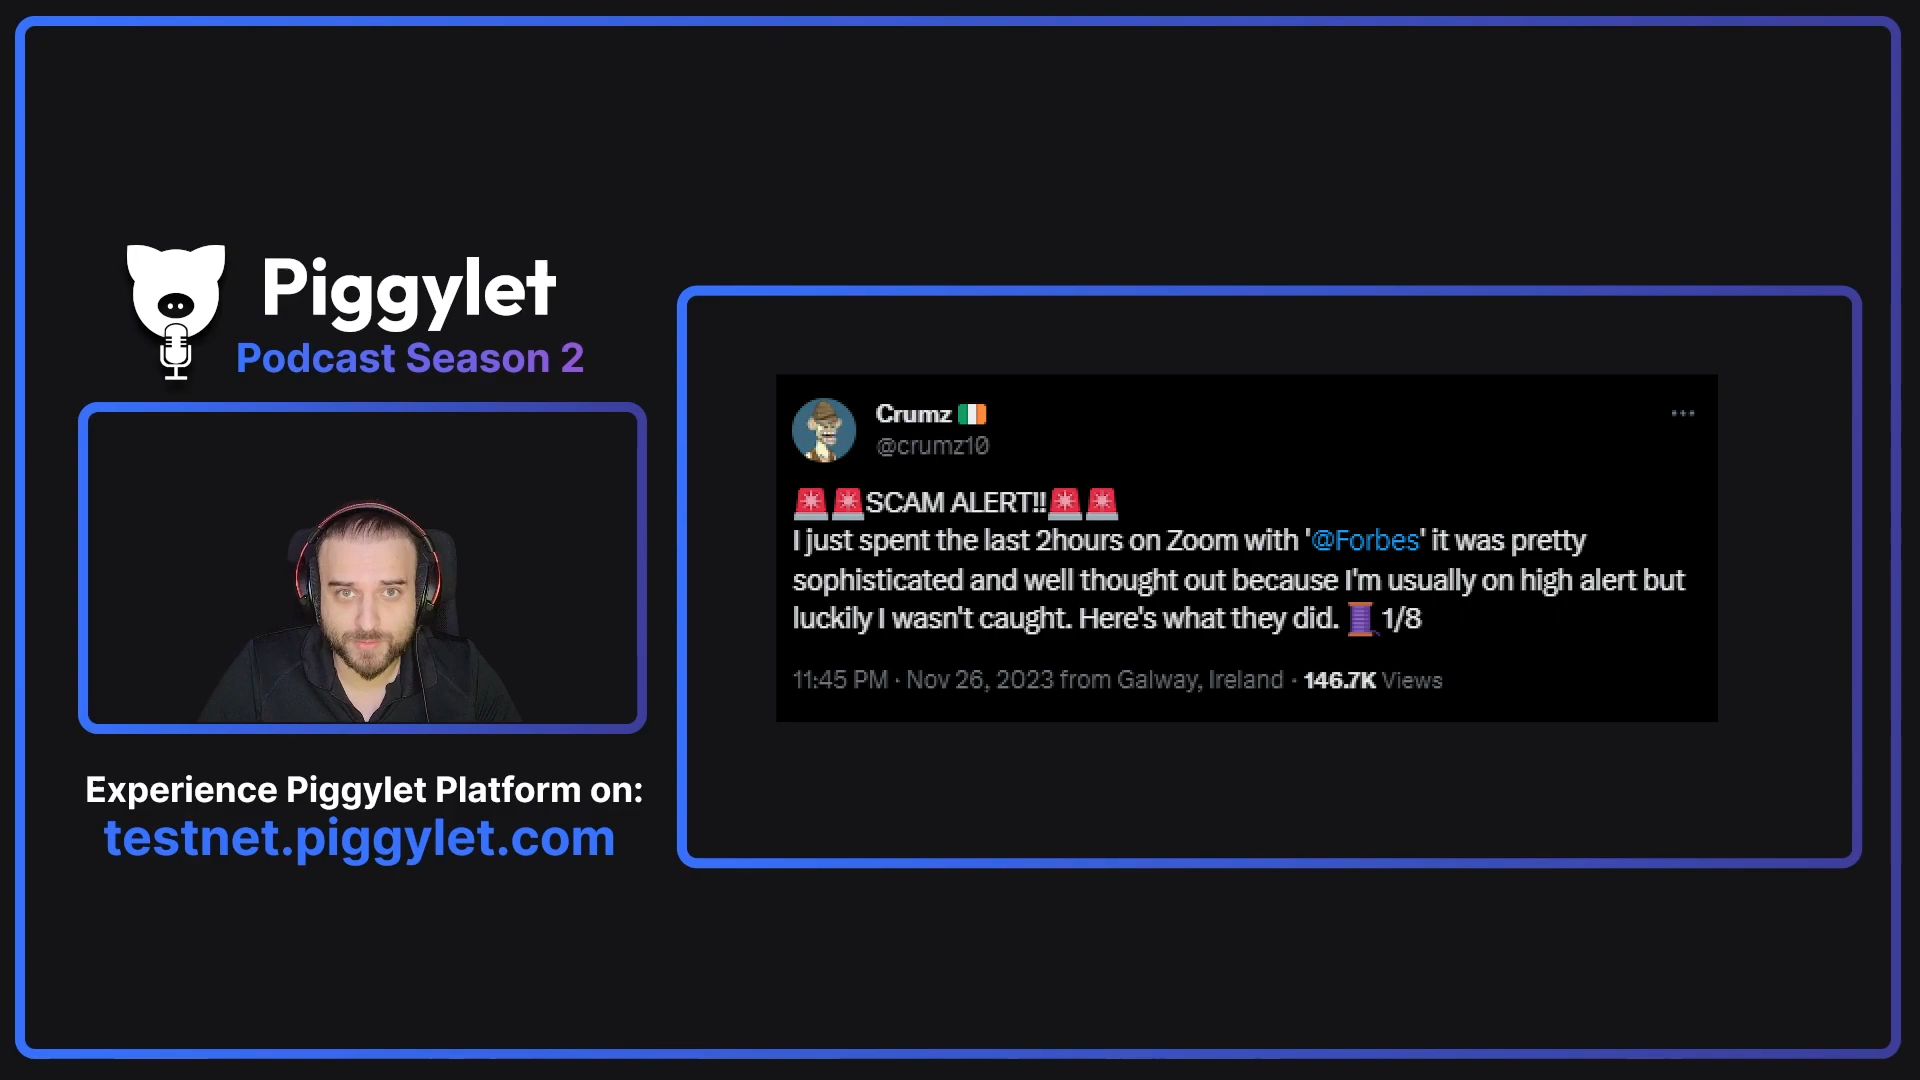 Piggylet
Podcast Season 2
Experience Piggylet Platform on:
testnet.piggylet.com
Crumz 🇮🇪
@crumz10
🚨🚨SCAM ALERT!!🚨🚨
I just spent the last 2hours on Zoom with '@Forbes' it was pretty
sophisticated and well thought out because I'm usually on high alert but
luckily I wasn't caught. Here's what they did. 🧵 1/8
11:45 PM · Nov 26, 2023 from Galway, Ireland · 146.7K Views